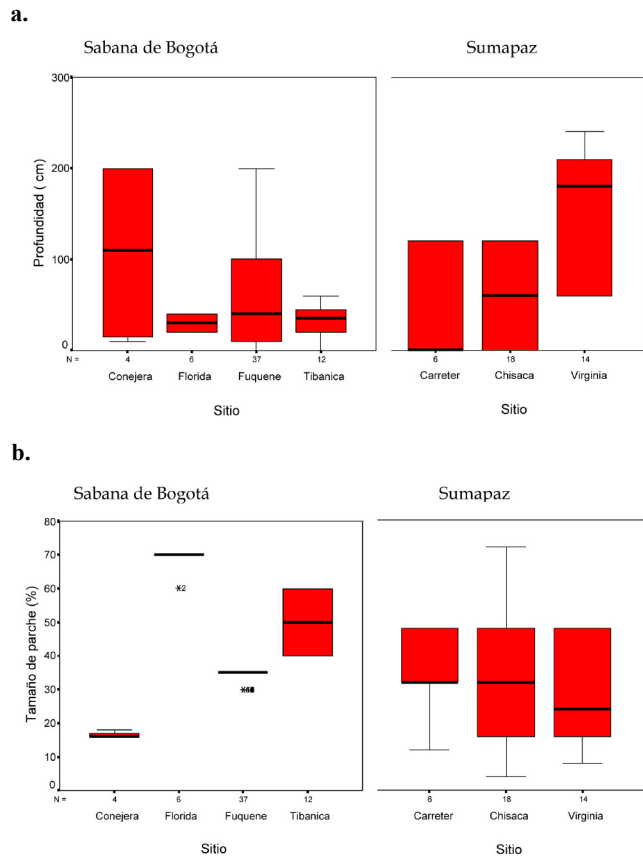 a.
Sabana de Bogotá
Sumapaz
300
200
100
0
Profundidad ( cm)
N = 4 6 37 12
Conejera Florida Fuquene Tibanica
Sitio
6 18 14
Carreter Chisaca Virginia
Sitio
b.
Sabana de Bogotá
Sumapaz
80
70
60
50
40
30
20
10
0
Tamaño de parche (%)
2
N = 4 6 37 12
Conejera Florida Fuquene Tibanica
Sitio
6 18 14
Carreter Chisaca Virginia
Sitio